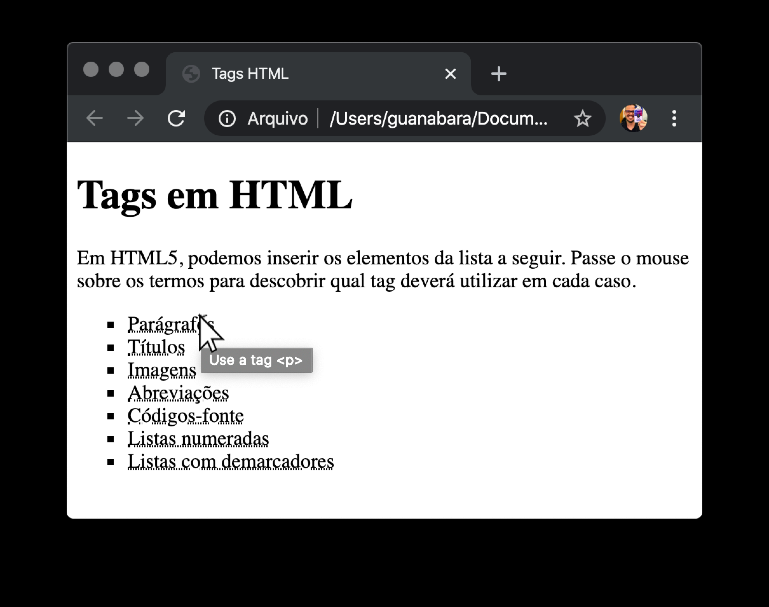 Tags HTML
Arquivo | /Users/guanabara/Docum...
Tags em HTML
Em HTML5, podemos inserir os elementos da lista a seguir. Passe o mouse
sobre os termos para descobrir qual tag deverá utilizar em cada caso.
Parágrafos
Use a tag <p>
Títulos
Imagens
Abreviações
Códigos-fonte
Listas numeradas
Listas com demarcadores